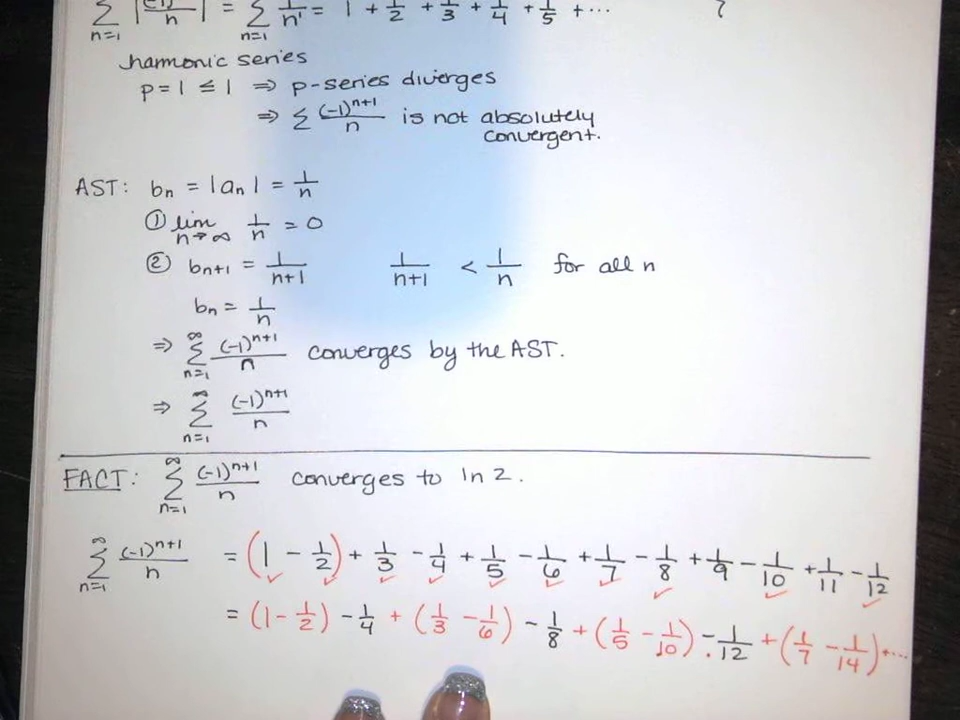 ∑_{n=1} |(-1)/n| = ∑_{n=1} 1/n¹ = 1 + 1/2 + 1/3 + 1/4 + 1/5 + ... ?
harmonic series
p = 1 ≤ 1 ⇒ p-series diverges
⇒ ∑ (-1)^{n+1}/n is not absolutely
convergent.
AST: bₙ = |aₙ| = 1/n
① lim_{n→∞} 1/n = 0
② bₙ₊₁ = 1/(n+1) 1/(n+1) < 1/n for all n
bₙ = 1/n
⇒ ∑_{n=1}^∞ (-1)^{n+1}/n converges by the AST.
⇒ ∑_{n=1}^∞ (-1)^{n+1}/n
FACT: ∑_{n=1}^∞ (-1)^{n+1}/n converges to ln 2.
∑_{n=1}^∞ (-1)^{n+1}/n = (1 - 1/2) + 1/3 - 1/4 + 1/5 - 1/6 + 1/7 - 1/8 + 1/9 - 1/10 + 1/11 - 1/12
= (1 - 1/2) - 1/4 + (1/3 - 1/6) - 1/8 + (1/5 - 1/10) - 1/12 + (1/7 - 1/14) + ...